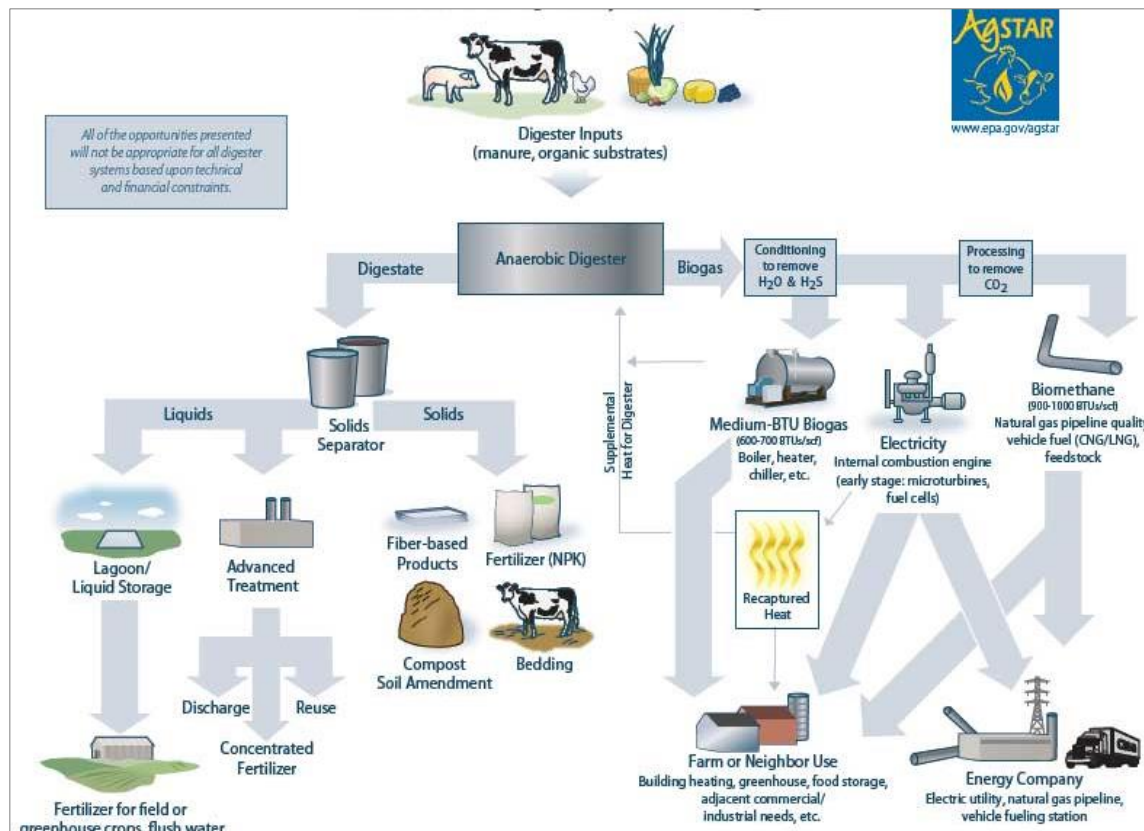 AgSTAR
www.epa.gov/agstar
Digester Inputs
(manure, organic substrates)
All of the opportunities presented
will not be appropriate for all digester
systems based upon technical
and financial constraints.
Anaerobic Digester
Digestate
Biogas
Conditioning
to remove
H2O & H2S
Processing
to remove
CO2
Liquids
Solids
Separator
Solids
Supplemental
Heat for Digester
Medium-BTU Biogas
(600-700 BTUs/scf)
Boiler, heater,
chiller, etc.
Electricity
Internal combustion engine
(early stage: microturbines,
fuel cells)
Biomethane
(900-1000 BTUs/scf)
Natural gas pipeline quality,
vehicle fuel (CNG/LNG),
feedstock
Lagoon/
Liquid Storage
Advanced
Treatment
Fiber-based
Products
Fertilizer (NPK)
Compost
Soil Amendment
Bedding
Recaptured
Heat
Discharge
Reuse
Concentrated
Fertilizer
Fertilizer for field or
greenhouse crops, flush water
Farm or Neighbor Use
Building heating, greenhouse, food storage,
adjacent commercial/
industrial needs, etc.
Energy Company
Electric utility, natural gas pipeline,
vehicle fueling station